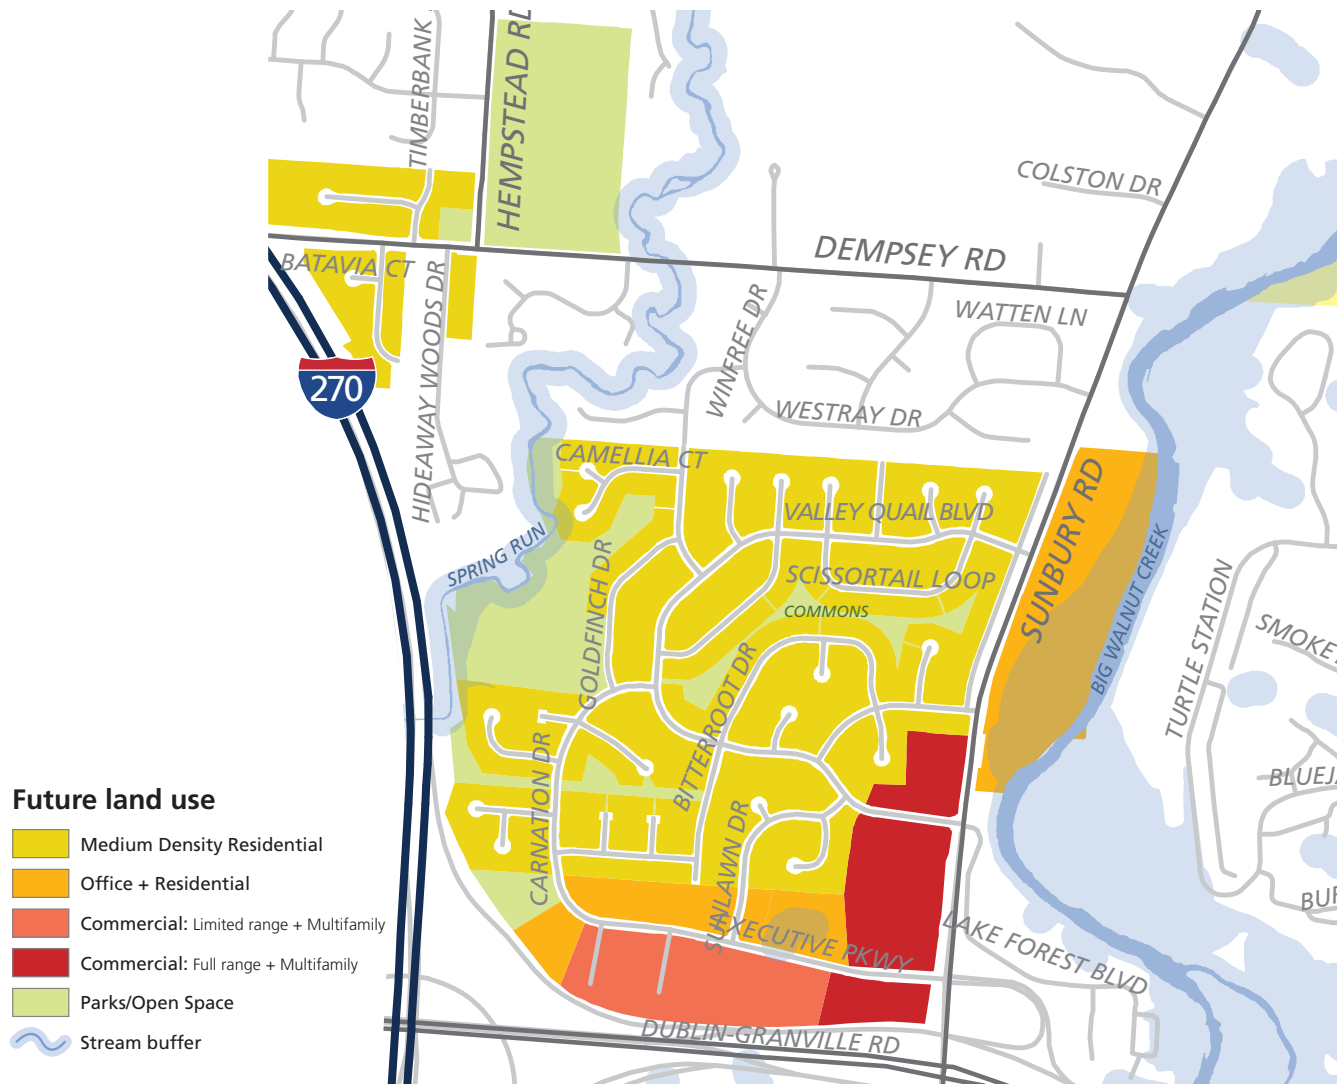 TIMBERBANK
HEMPSTEAD RD
COLSTON DR
DEMPSEY RD
BATAVIA CT
HIDEAWAY WOODS DR
WINFREE DR
WATTEN LN
270
WESTRAY DR
CAMELLIA CT
VALLEY QUAIL BLVD
SUNBURY RD
SPRING RUN
GOLDFINCH DR
SCISSORTAIL LOOP
COMMONS
BIG WALNUT CREEK
TURTLE STATION
SMOKE
BITTERROOT DR
CARNATION DR
SUNLAWN DR
BLUEJA
BUR
EXECUTIVE PKWY
LAKE FOREST BLVD
DUBLIN-GRANVILLE RD
Future land use
Medium Density Residential
Office + Residential
Commercial: Limited range + Multifamily
Commercial: Full range + Multifamily
Parks/Open Space
Stream buffer